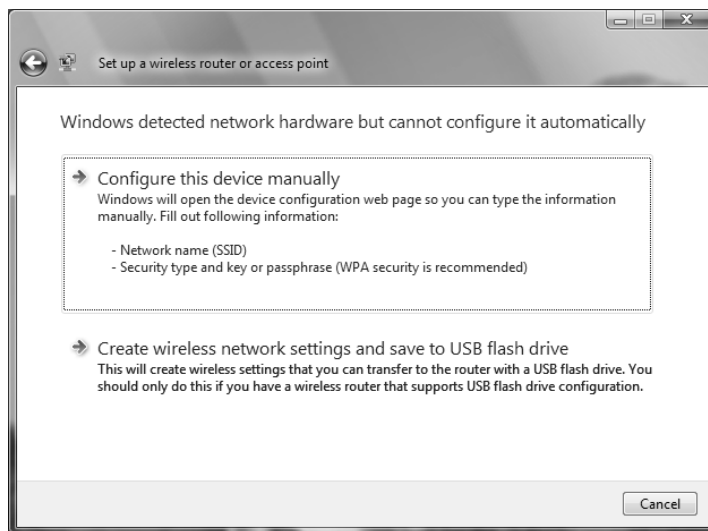 Set up a wireless router or access point
Windows detected network hardware but cannot configure it automatically
Configure this device manually
Windows will open the device configuration web page so you can type the information
manually. Fill out following information:
- Network name (SSID)
- Security type and key or passphrase (WPA security is recommended)
Create wireless network settings and save to USB flash drive
This will create wireless settings that you can transfer to the router with a USB flash drive. You
should only do this if you have a wireless router that supports USB flash drive configuration.
Cancel